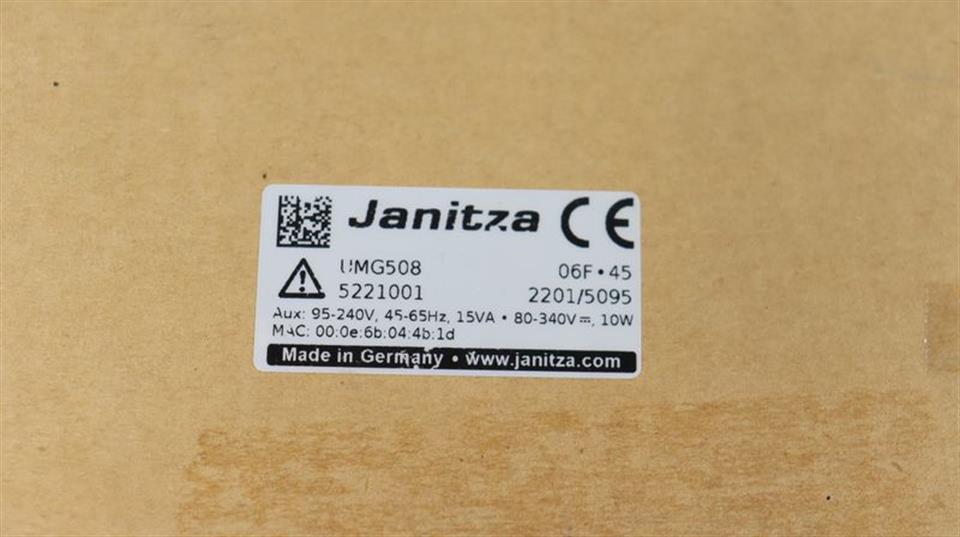 Janitza CE
UMG508 06F • 45
5221001 2201/5095
Aux: 95-240V, 45-65Hz, 15VA • 80-340V⎓, 10W
MAC: 00:0e:6b:04:4b:1d
Made in Germany • www.janitza.com